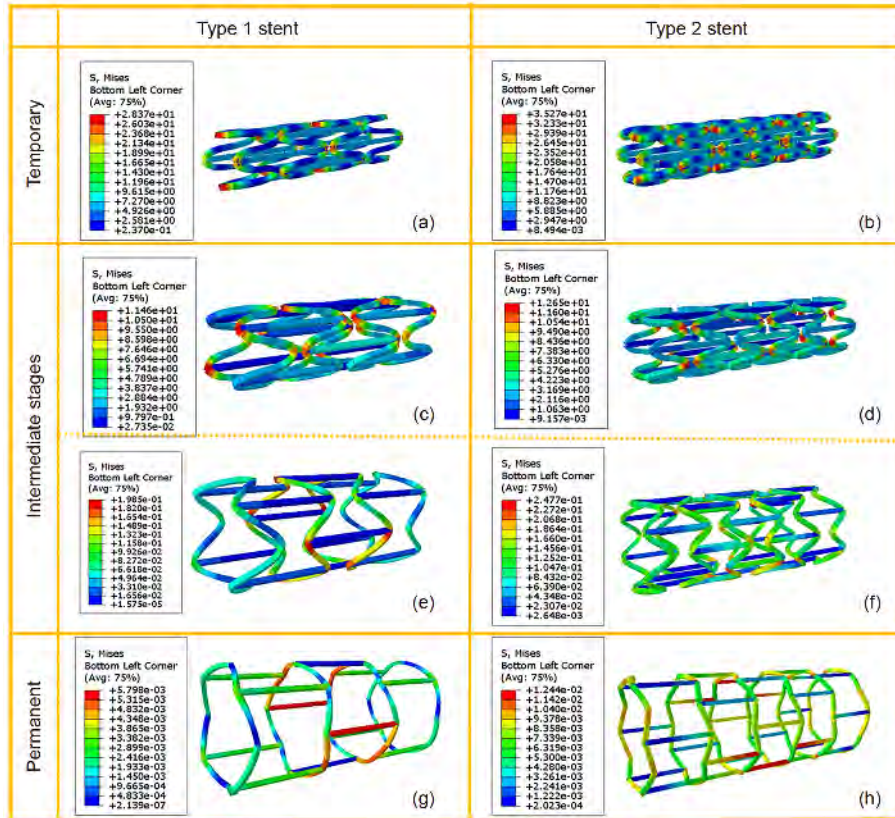 Type 1 stent
Type 2 stent
Temporary
S, Mises
Bottom Left Corner
(Avg: 75%)
+2.837e+01
+2.603e+01
+2.368e+01
+2.134e+01
+1.899e+01
+1.665e+01
+1.430e+01
+1.196e+01
+9.615e+00
+7.270e+00
+4.926e+00
+2.581e+00
+2.370e-01
(a)
S, Mises
Bottom Left Corner
(Avg: 75%)
+3.527e+01
+3.233e+01
+2.939e+01
+2.645e+01
+2.352e+01
+2.058e+01
+1.764e+01
+1.470e+01
+1.176e+01
+8.823e+00
+5.885e+00
+2.947e+00
+8.494e-03
(b)
Intermediate stages
S, Mises
Bottom Left Corner
(Avg: 75%)
+1.146e+01
+1.050e+01
+9.550e+00
+8.598e+00
+7.646e+00
+6.694e+00
+5.741e+00
+4.789e+00
+3.837e+00
+2.884e+00
+1.932e+00
+9.797e-01
+2.735e-02
(c)
S, Mises
Bottom Left Corner
(Avg: 75%)
+1.265e+01
+1.160e+01
+1.054e+01
+9.490e+00
+8.436e+00
+7.383e+00
+6.330e+00
+5.276e+00
+4.223e+00
+3.169e+00
+2.116e+00
+1.063e+00
+9.157e-03
(d)
S, Mises
Bottom Left Corner
(Avg: 75%)
+1.985e-01
+1.820e-01
+1.654e-01
+1.489e-01
+1.323e-01
+1.158e-01
+9.926e-02
+8.272e-02
+6.618e-02
+4.964e-02
+3.310e-02
+1.656e-02
+1.575e-05
(e)
S, Mises
Bottom Left Corner
(Avg: 75%)
+2.477e-01
+2.272e-01
+2.068e-01
+1.864e-01
+1.660e-01
+1.456e-01
+1.252e-01
+1.047e-01
+8.432e-02
+6.390e-02
+4.348e-02
+2.307e-02
+2.648e-03
(f)
Permanent
S, Mises
Bottom Left Corner
(Avg: 75%)
+5.798e-03
+5.315e-03
+4.832e-03
+4.348e-03
+3.865e-03
+3.382e-03
+2.899e-03
+2.416e-03
+1.933e-03
+1.450e-03
+9.665e-04
+4.833e-04
+2.139e-07
(g)
S, Mises
Bottom Left Corner
(Avg: 75%)
+1.244e-02
+1.142e-02
+1.040e-02
+9.378e-03
+8.358e-03
+7.339e-03
+6.319e-03
+5.300e-03
+4.280e-03
+3.261e-03
+2.241e-03
+1.222e-03
+2.023e-04
(h)